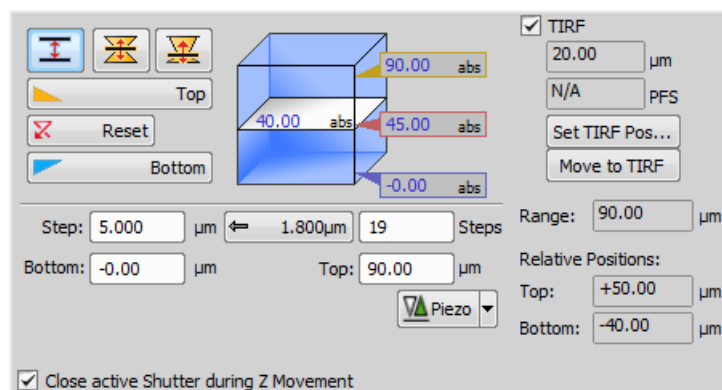 TIRF
20.00 µm
N/A PFS
Set TIRF Pos...
Move to TIRF
Top
Reset
Bottom
90.00 abs
40.00 abs
45.00 abs
-0.00 abs
Step: 5.000 µm 1.800µm 19 Steps
Bottom: -0.00 µm Top: 90.00 µm
Piezo
Range: 90.00 µm
Relative Positions:
Top: +50.00 µm
Bottom: -40.00 µm
Close active Shutter during Z Movement